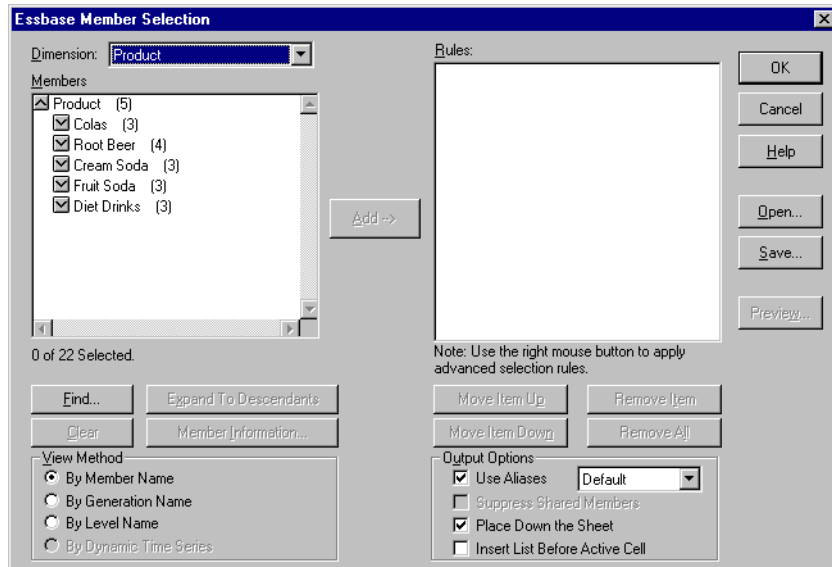 Essbase Member Selection
Dimension: Product
Members
Product (5)
Colas (3)
Root Beer (4)
Cream Soda (3)
Fruit Soda (3)
Diet Drinks (3)
0 of 22 Selected.
Find...
Expand To Descendants
Clear
Member Information...
View Method
By Member Name
By Generation Name
By Level Name
By Dynamic Time Series
Add -->
Rules:
Note: Use the right mouse button to apply
advanced selection rules.
Move Item Up
Remove Item
Move Item Down
Remove All
Output Options
Use Aliases Default
Suppress Shared Members
Place Down the Sheet
Insert List Before Active Cell
OK
Cancel
Help
Open...
Save...
Preview...